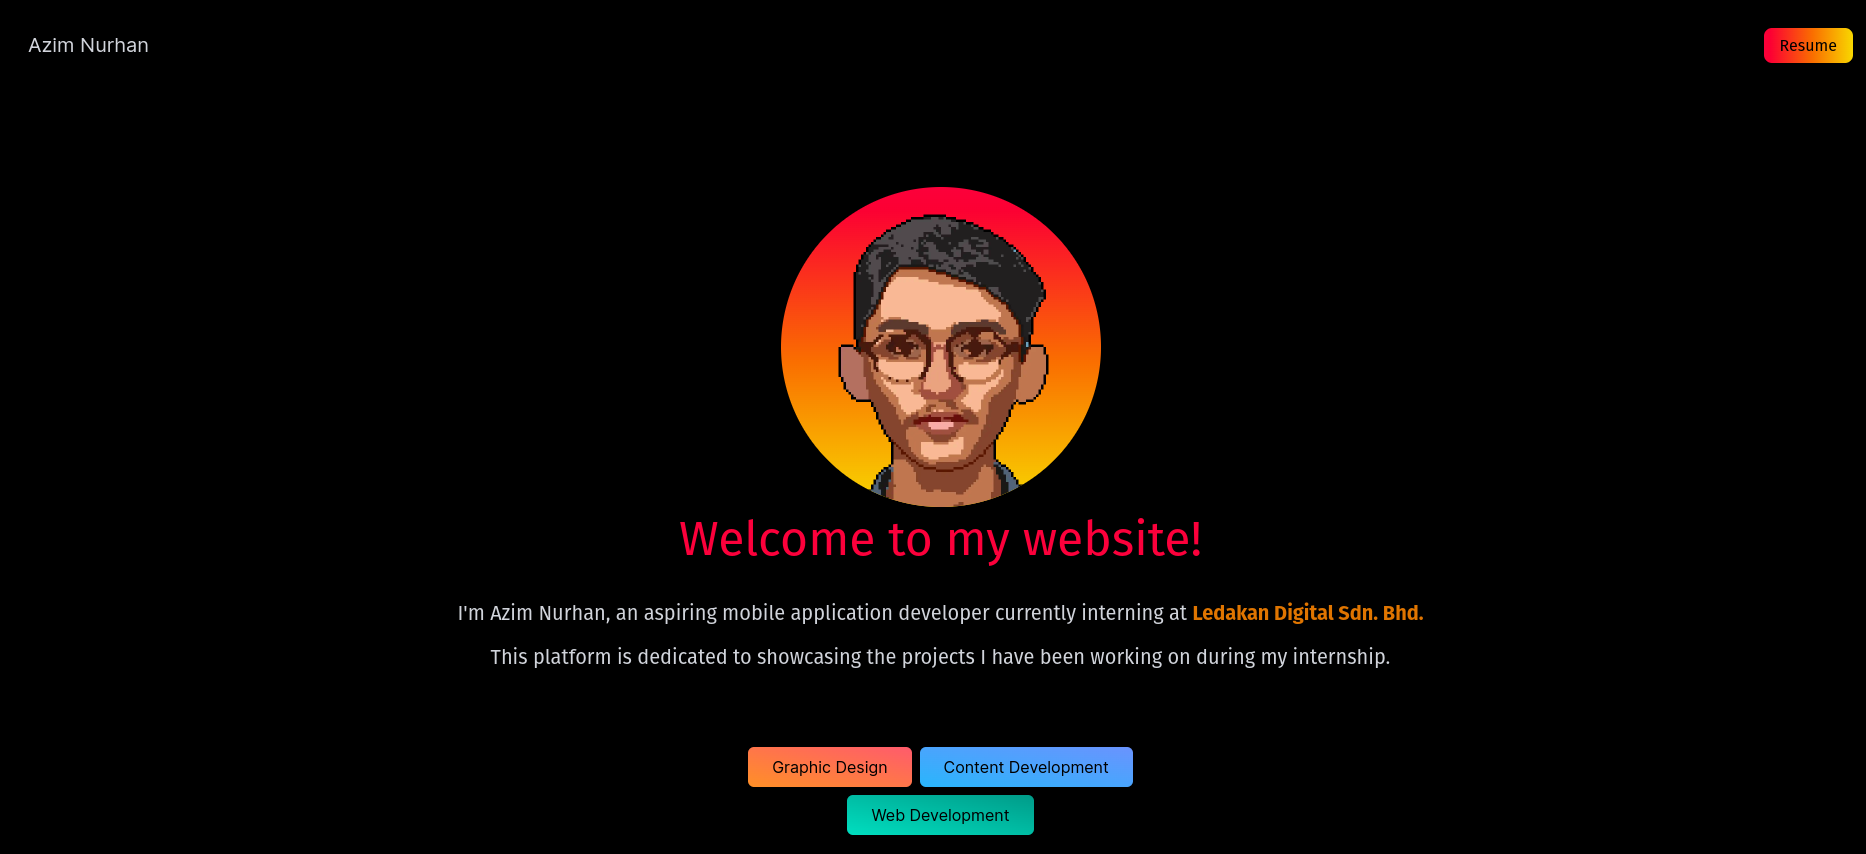 Azim Nurhan
Resume
Welcome to my website!
I'm Azim Nurhan, an aspiring mobile application developer currently interning at Ledakan Digital Sdn. Bhd.
This platform is dedicated to showcasing the projects I have been working on during my internship.
Graphic Design
Content Development
Web Development